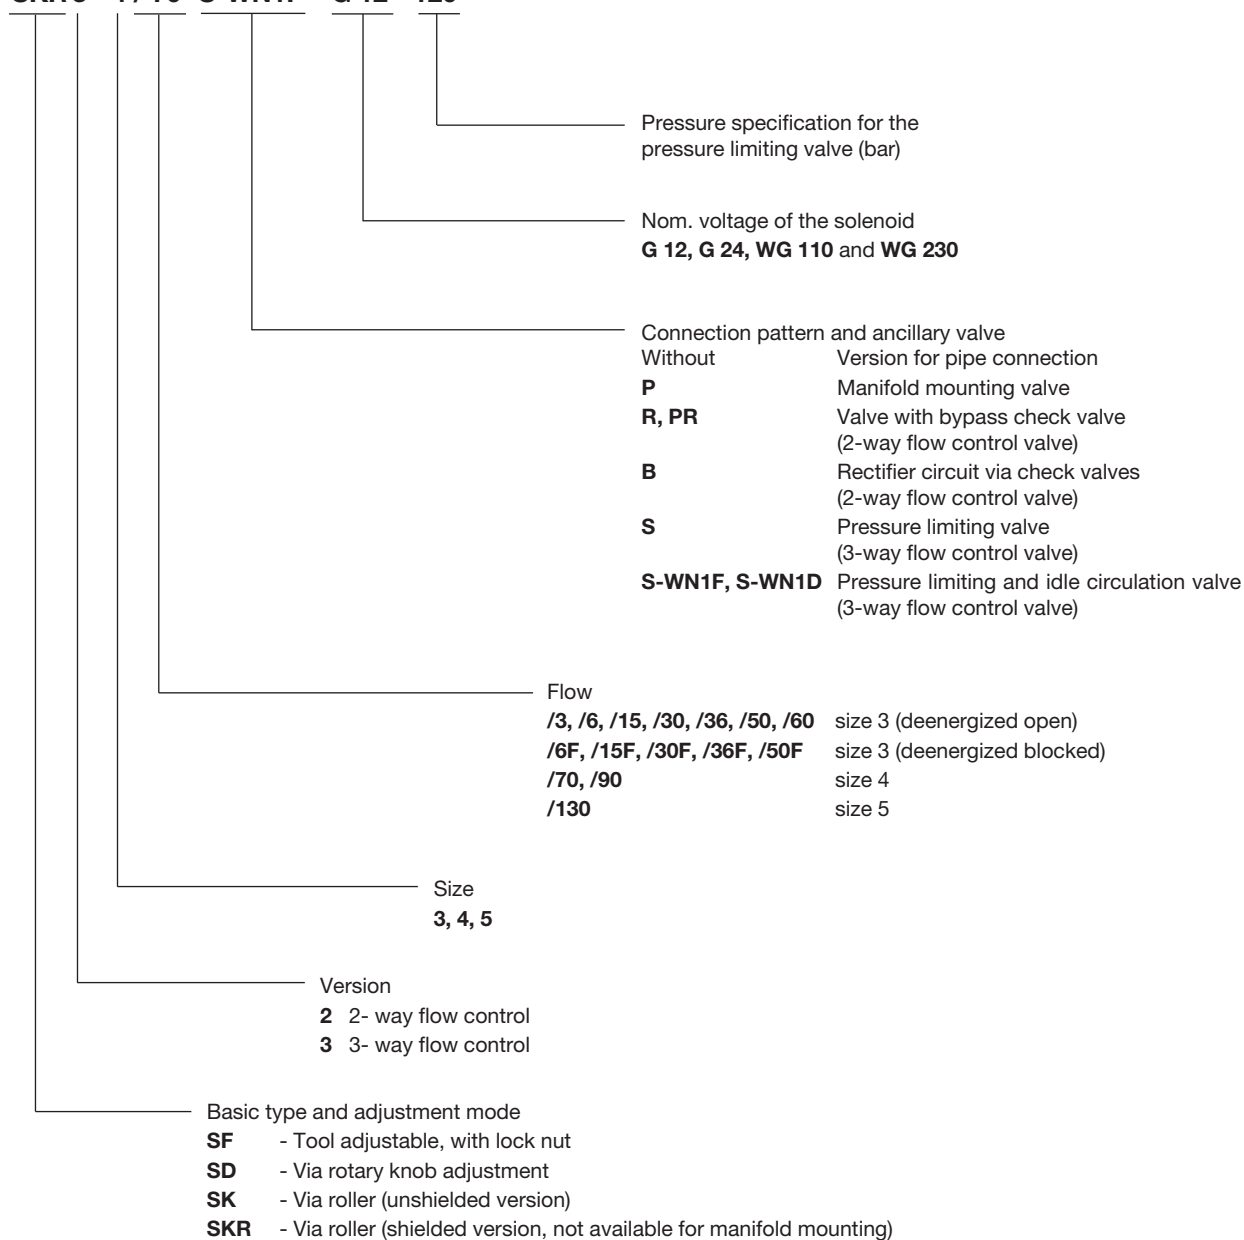 Pressure specification for the
pressure limiting valve (bar)
Nom. voltage of the solenoid
G 12, G 24, WG 110 and WG 230
Connection pattern and ancillary valve
Without Version for pipe connection
P Manifold mounting valve
R, PR Valve with bypass check valve
(2-way flow control valve)
B Rectifier circuit via check valves
(2-way flow control valve)
S Pressure limiting valve
(3-way flow control valve)
S-WN1F, S-WN1D Pressure limiting and idle circulation valve
(3-way flow control valve)
Flow
/3, /6, /15, /30, /36, /50, /60 size 3 (deenergized open)
/6F, /15F, /30F, /36F, /50F size 3 (deenergized blocked)
/70, /90 size 4
/130 size 5
Size
3, 4, 5
Version
2 2- way flow control
3 3- way flow control
Basic type and adjustment mode
SF - Tool adjustable, with lock nut
SD - Via rotary knob adjustment
SK - Via roller (unshielded version)
SKR - Via roller (shielded version, not available for manifold mounting)